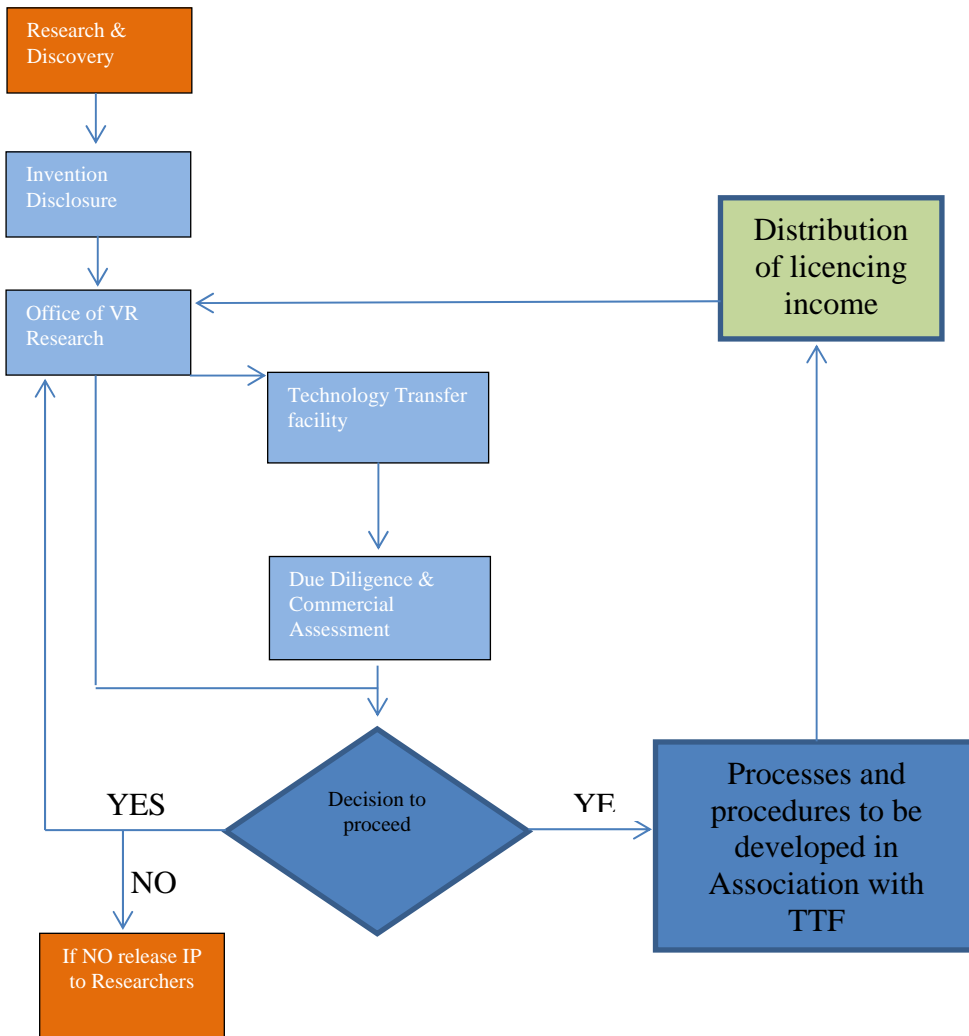 Research &
Discovery
Invention
Disclosure
Office of VR
Research
Distribution
of licencing
income
Technology Transfer
facility
Due Diligence &
Commercial
Assessment
Decision to
proceed
YES
YE
NO
Processes and
procedures to be
developed in
Association with
TTF
If NO release IP
to Researchers